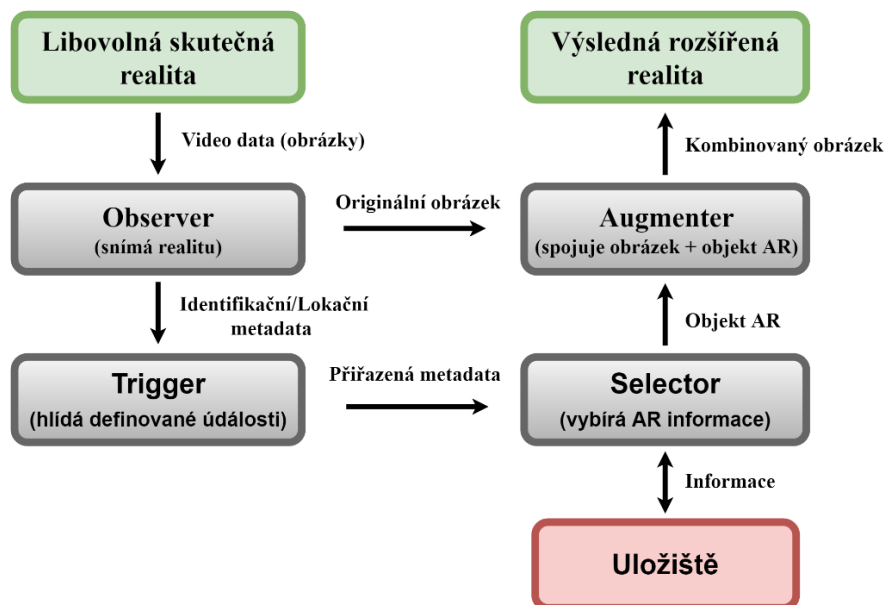 Libovolná skutečná
realita
Výsledná rozšířená
realita
Video data (obrázky)
Kombinovaný obrázek
Observer
(snímá realitu)
Originální obrázek
Augmenter
(spojuje obrázek + objekt AR)
Identifikační/Lokační
metadata
Objekt AR
Trigger
(hlídá definované údálosti)
Přiřazená metadata
Selector
(vybírá AR informace)
Informace
Uložiště